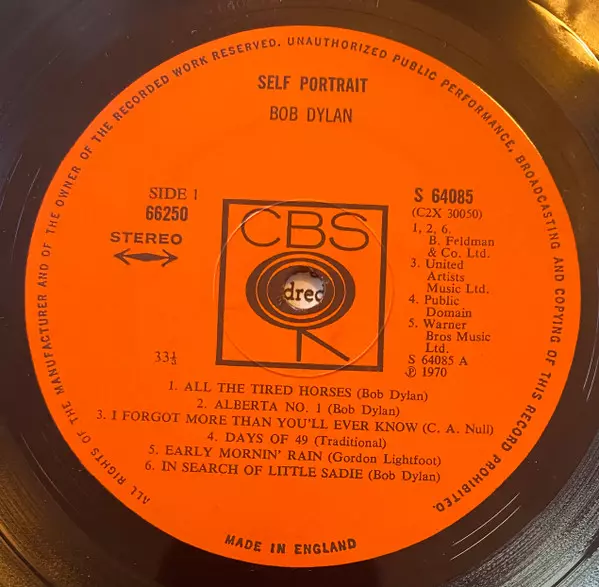 ALL RIGHTS OF THE MANUFACTURER AND OF THE OWNER OF THE RECORDED WORK RESERVED. UNAUTHORIZED PUBLIC PERFORMANCE, BROADCASTING AND COPYING OF THIS RECORD PROHIBITED.
SELF PORTRAIT
BOB DYLAN
SIDE 1
66250
STEREO
S 64085
(C2X 30050)
1, 2, 6.
B. Feldman
& Co. Ltd.
3. United
Artists
Music Ltd.
4. Public
Domain
5. Warner
Bros Music
Ltd.
S 64085 A
℗ 1970
CBS
dred
33⅓
1. ALL THE TIRED HORSES (Bob Dylan)
2. ALBERTA NO. 1 (Bob Dylan)
3. I FORGOT MORE THAN YOU'LL EVER KNOW (C. A. Null)
4. DAYS OF 49 (Traditional)
5. EARLY MORNIN' RAIN (Gordon Lightfoot)
6. IN SEARCH OF LITTLE SADIE (Bob Dylan)
MADE IN ENGLAND